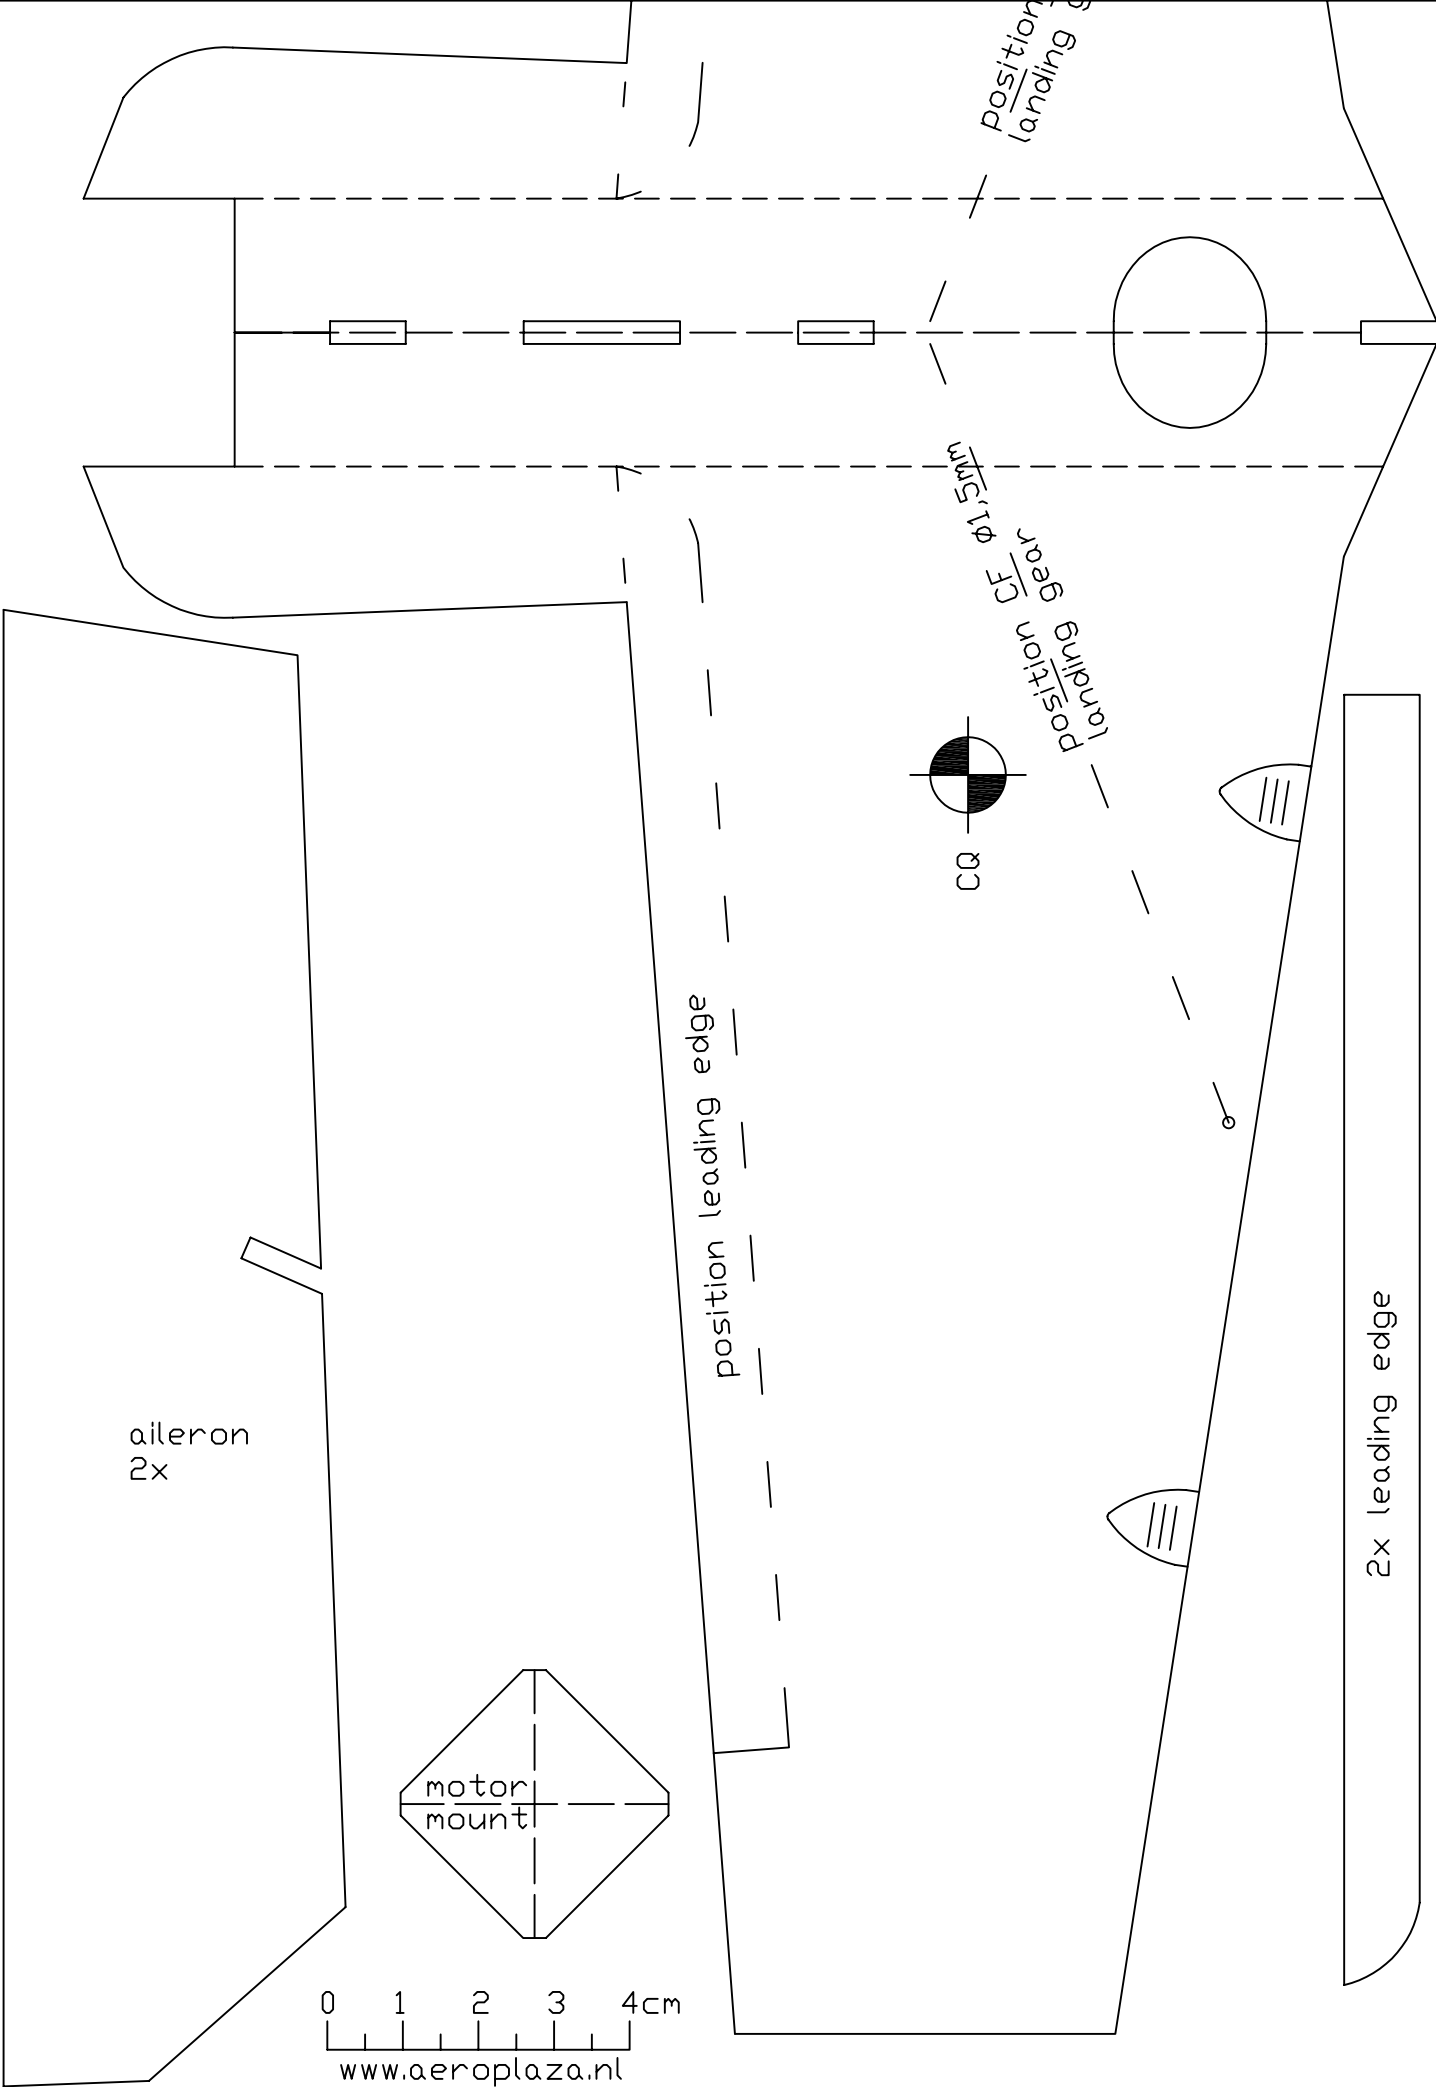 position
landing g
position CF Ø1,5mm
landing gear
CQ
position leading edge
2x leading edge
aileron
2x
motor
mount
0 1 2 3 4cm
www.aeroplaza.nl